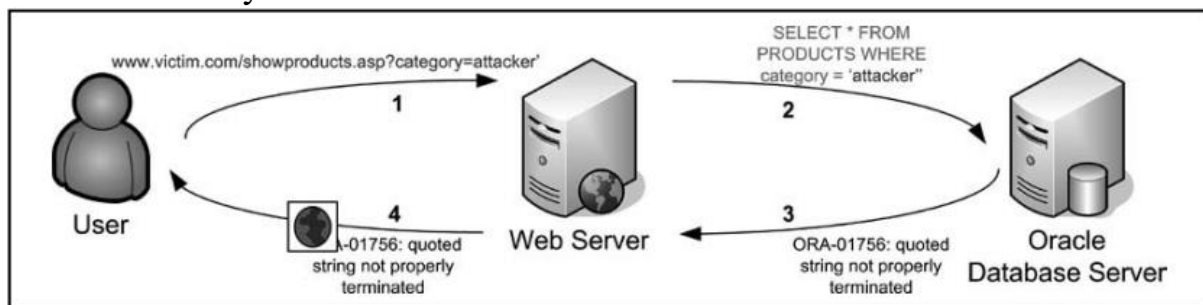 SELECT * FROM
PRODUCTS WHERE
category = 'attacker''
www.victim.com/showproducts.asp?category=attacker'
1
2
User
4
A-01756: quoted
string not properly
terminated
Web Server
3
ORA-01756: quoted
string not properly
terminated
Oracle
Database Server